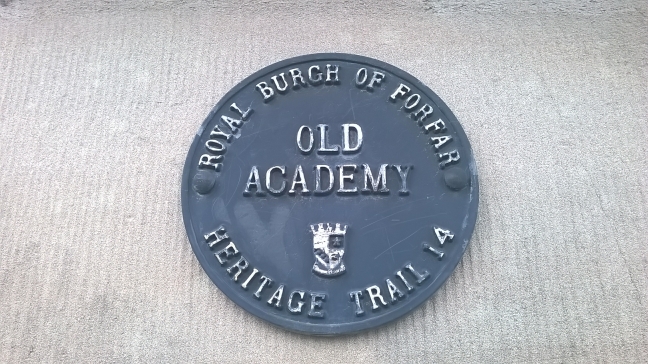 ROYAL BURGH OF FORFAR
OLD
ACADEMY
HERITAGE TRAIL 14